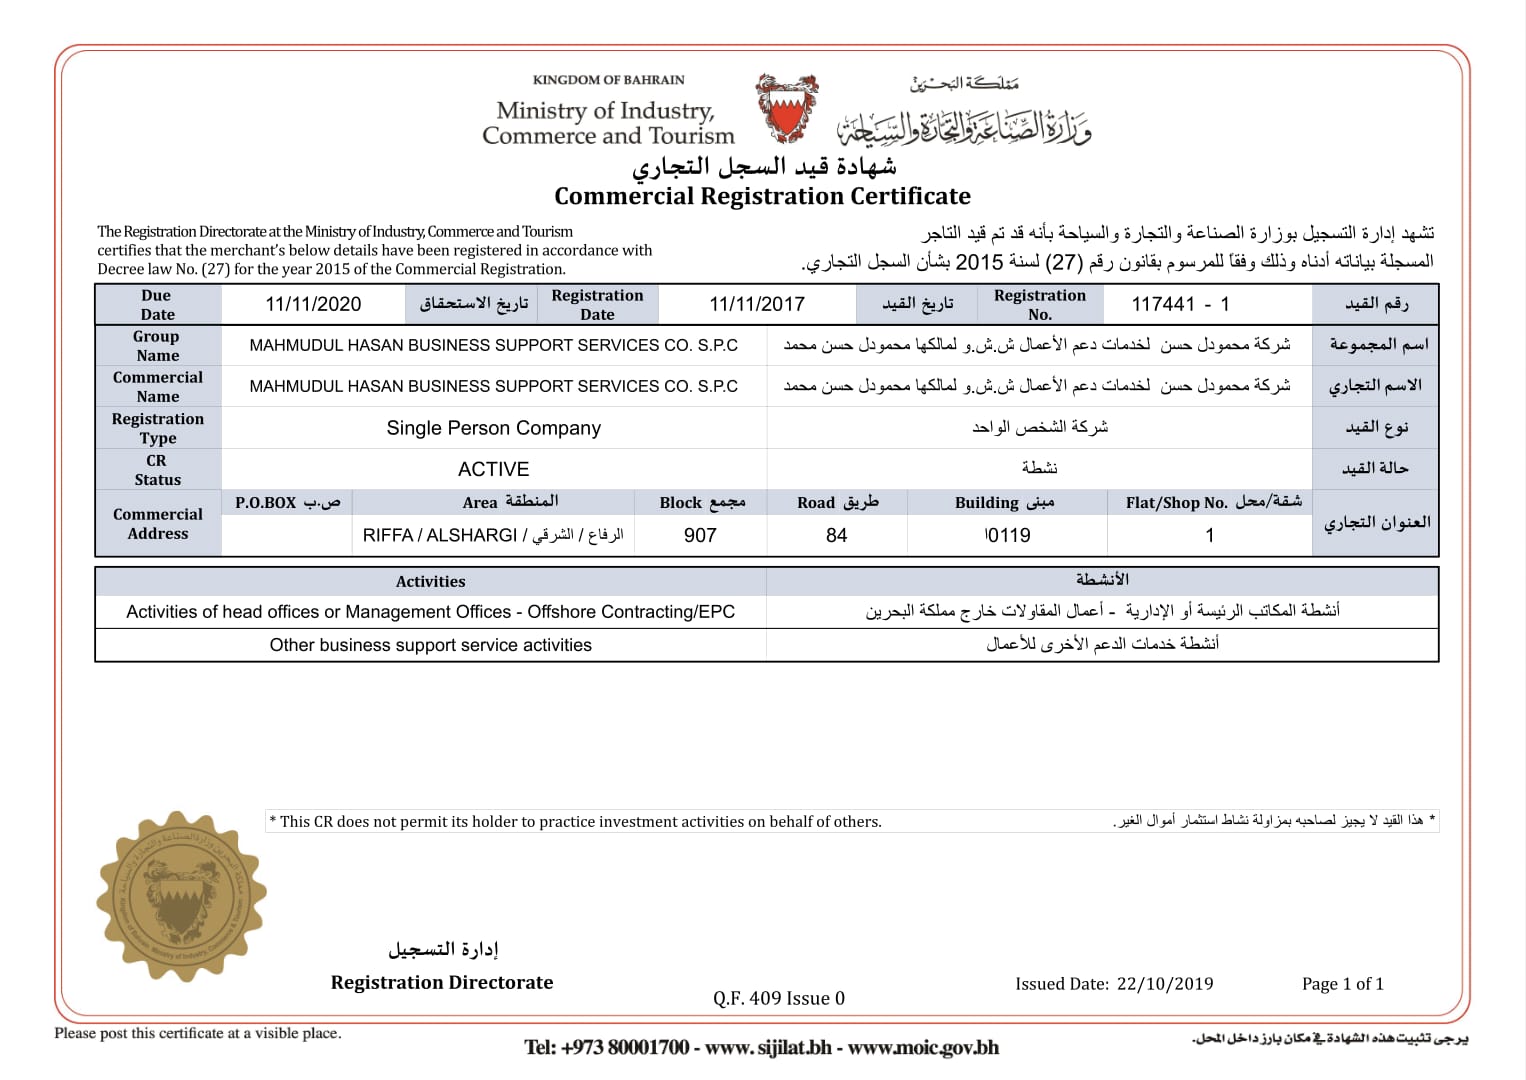 KINGDOM OF BAHRAIN
مملكة البحرين
Ministry of Industry,
Commerce and Tourism
وزارة الصناعة والتجارة والسياحة
شهادة قيد السجل التجاري
Commercial Registration Certificate
The Registration Directorate at the Ministry of Industry, Commerce and Tourism
certifies that the merchant's below details have been registered in accordance with
Decree law No. (27) for the year 2015 of the Commercial Registration.
تشهد إدارة التسجيل بوزارة الصناعة والتجارة والسياحة بأنه قد تم قيد التاجر
المسجلة بياناته أدناه وذلك وفقاً للمرسوم بقانون رقم (27) لسنة 2015 بشأن السجل التجاري.
Due Date 11/11/2020 تاريخ الاستحقاق Registration Date 11/11/2017 تاريخ القيد Registration No. 117441 - 1 رقم القيد
Group Name MAHMUDUL HASAN BUSINESS SUPPORT SERVICES CO. S.P.C شركة محمودل حسن لخدمات دعم الأعمال ش.ش.و لمالكها محمودل حسن محمد اسم المجموعة
Commercial Name MAHMUDUL HASAN BUSINESS SUPPORT SERVICES CO. S.P.C شركة محمودل حسن لخدمات دعم الأعمال ش.ش.و لمالكها محمودل حسن محمد الاسم التجاري
Registration Type Single Person Company شركة الشخص الواحد نوع القيد
CR Status ACTIVE نشطة حالة القيد
Commercial Address P.O.BOX ص.ب Area المنطقة Block مجمع Road طريق Building مبنى Flat/Shop No. شقة/محل العنوان التجاري
RIFFA / ALSHARGI / الرفاع / الشرقي 907 84 ا0119 1
Activities الأنشطة
Activities of head offices or Management Offices - Offshore Contracting/EPC أنشطة المكاتب الرئيسة أو الإدارية - أعمال المقاولات خارج مملكة البحرين
Other business support service activities أنشطة خدمات الدعم الأخرى للأعمال
* This CR does not permit its holder to practice investment activities on behalf of others.
* هذا القيد لا يجيز لصاحبه بمزاولة نشاط استثمار أموال الغير.
إدارة التسجيل
Registration Directorate
Q.F. 409 Issue 0
Issued Date: 22/10/2019
Page 1 of 1
Please post this certificate at a visible place.
يرجى تثبيت هذه الشهادة في مكان بارز داخل المحل.
Tel: +973 80001700 - www. sijilat.bh - www.moic.gov.bh